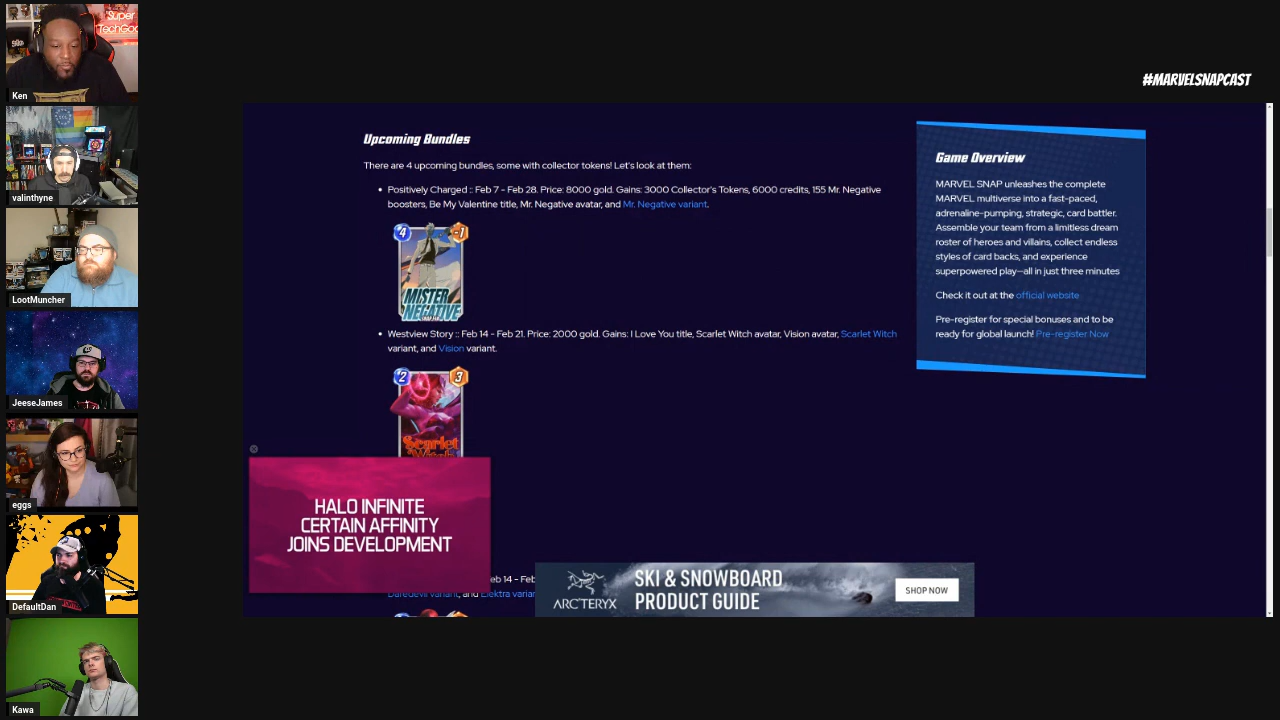 Super
TechGod
Ken
valinthyne
LootMuncher
JeeseJames
eggs
DefaultDan
Kawa
#MARVELSNAPCAST
Upcoming Bundles
There are 4 upcoming bundles, some with collector tokens! Let's look at them:
Positively Charged :: Feb 7 - Feb 28. Price: 8000 gold. Gains: 3000 Collector's Tokens, 6000 credits, 155 Mr. Negative
boosters, Be My Valentine title, Mr. Negative avatar, and Mr. Negative variant.
4 -1
MISTER
NEGATIVE
Westview Story :: Feb 14 - Feb 21. Price: 2000 gold. Gains: I Love You title, Scarlet Witch avatar, Vision avatar, Scarlet Witch
variant, and Vision variant.
2 3
Scarlet
Witch
HALO INFINITE
CERTAIN AFFINITY
JOINS DEVELOPMENT
eb 14 - Feb
Daredevil variant, and Elektra varian
ARC'TERYX
SKI & SNOWBOARD
PRODUCT GUIDE
SHOP NOW
Game Overview
MARVEL SNAP unleashes the complete
MARVEL multiverse into a fast-paced,
adrenaline-pumping, strategic, card battler.
Assemble your team from a limitless dream
roster of heroes and villains, collect endless
styles of card backs, and experience
superpowered play—all in just three minutes
Check it out at the official website
Pre-register for special bonuses and to be
ready for global launch! Pre-register Now